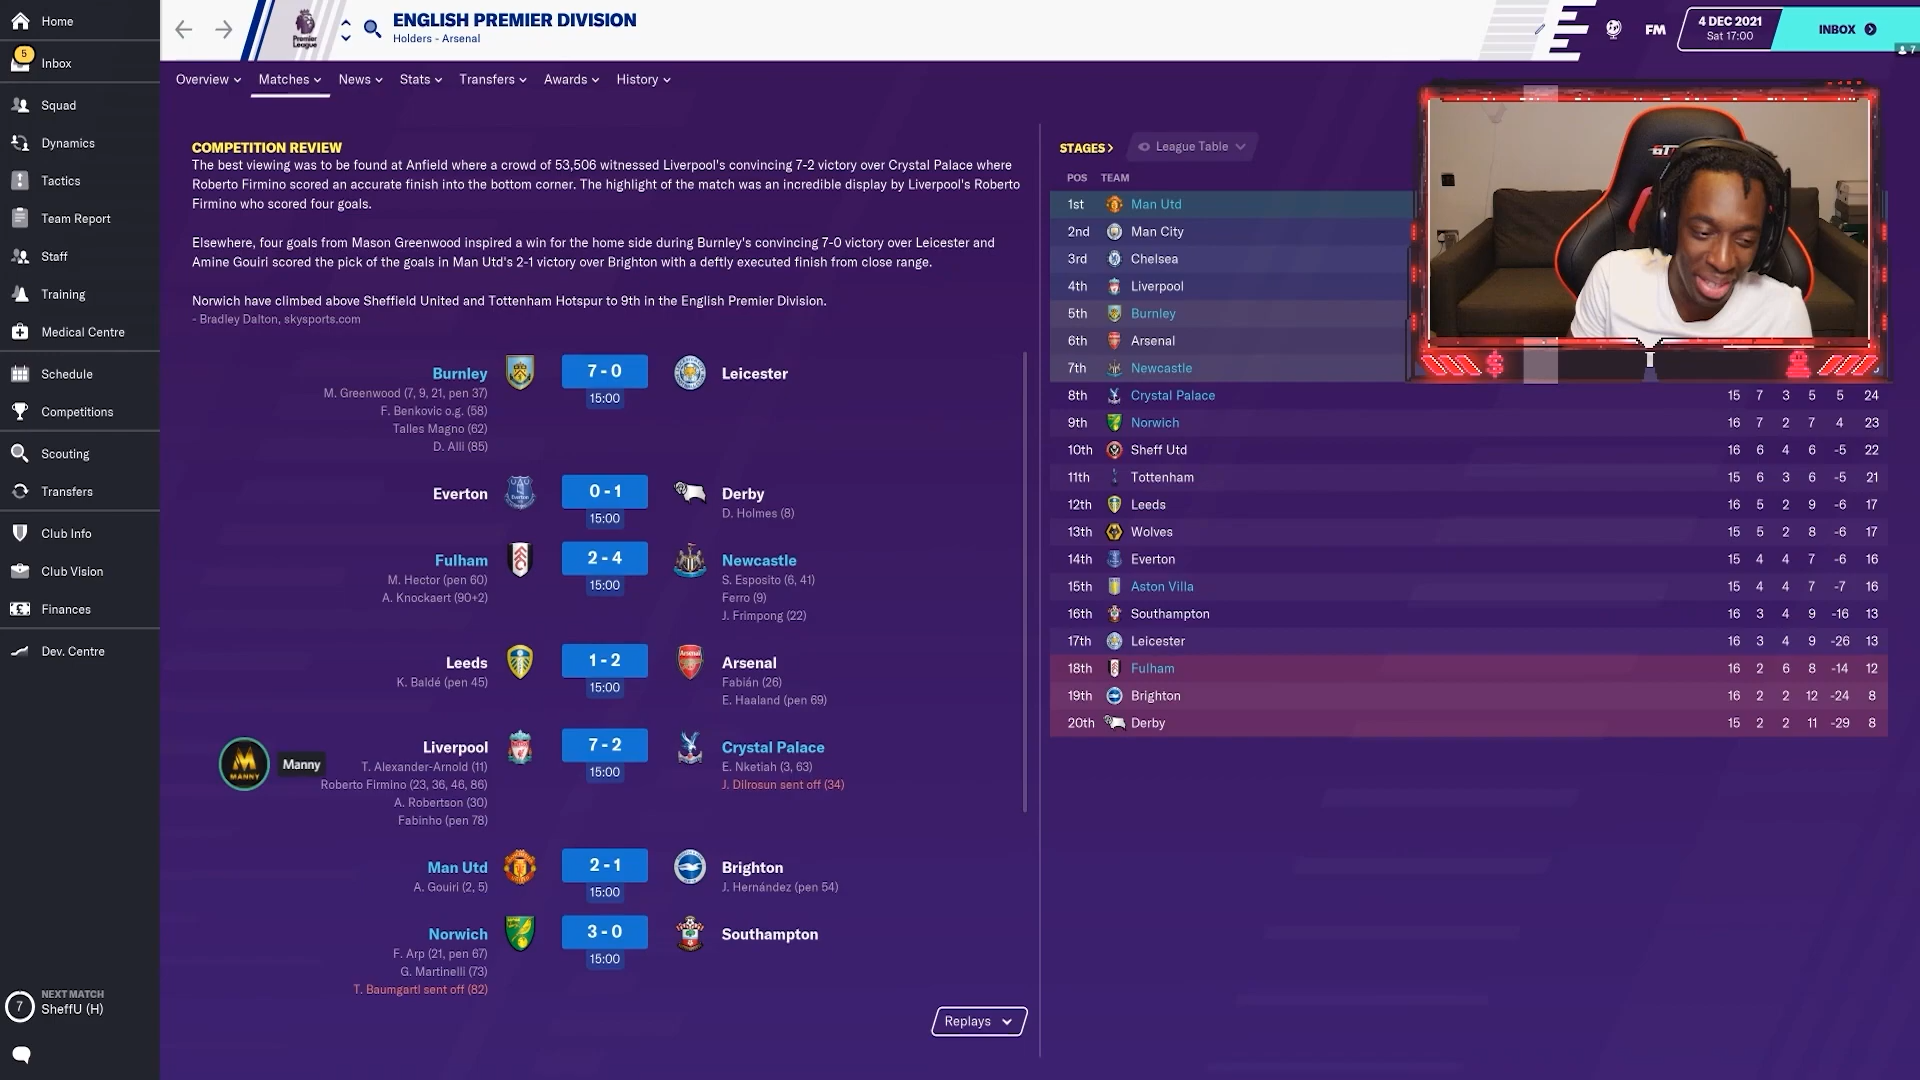 Home
5
Inbox
Squad
Dynamics
Tactics
Team Report
Staff
Training
Medical Centre
Schedule
Competitions
Scouting
Transfers
Club Info
Club Vision
Finances
Dev. Centre
7
NEXT MATCH
SheffU (H)
Premier League
ENGLISH PREMIER DIVISION
Holders - Arsenal
FM
4 DEC 2021
Sat 17:00
INBOX
7
Overview Matches News Stats Transfers Awards History
COMPETITION REVIEW
The best viewing was to be found at Anfield where a crowd of 53,506 witnessed Liverpool's convincing 7-2 victory over Crystal Palace where
Roberto Firmino scored an accurate finish into the bottom corner. The highlight of the match was an incredible display by Liverpool's Roberto
Firmino who scored four goals.
Elsewhere, four goals from Mason Greenwood inspired a win for the home side during Burnley's convincing 7-0 victory over Leicester and
Amine Gouiri scored the pick of the goals in Man Utd's 2-1 victory over Brighton with a deftly executed finish from close range.
Norwich have climbed above Sheffield United and Tottenham Hotspur to 9th in the English Premier Division.
- Bradley Dalton, skysports.com
Burnley 7 - 0 Leicester
M. Greenwood (7, 9, 21, pen 37)
15:00
F. Benkovic o.g. (58)
Talles Magno (62)
D. Alli (85)
Everton 0 - 1 Derby
15:00 D. Holmes (8)
Fulham 2 - 4 Newcastle
M. Hector (pen 60) 15:00 S. Esposito (6, 41)
A. Knockaert (90+2) Ferro (9)
J. Frimpong (22)
Leeds 1 - 2 Arsenal
K. Baldé (pen 45) 15:00 Fabián (26)
E. Haaland (pen 69)
MANNY
Manny
Liverpool 7 - 2 Crystal Palace
T. Alexander-Arnold (11) 15:00 E. Nketiah (3, 63)
Roberto Firmino (23, 36, 46, 86) J. Dilrosun sent off (34)
A. Robertson (30)
Fabinho (pen 78)
Man Utd 2 - 1 Brighton
A. Gouiri (2, 5) 15:00 J. Hernández (pen 54)
Norwich 3 - 0 Southampton
F. Arp (21, pen 67) 15:00
G. Martinelli (73)
T. Baumgartl sent off (82)
Replays
STAGES> League Table
POS TEAM
1st Man Utd
2nd Man City
3rd Chelsea
4th Liverpool
5th Burnley
6th Arsenal
7th Newcastle
8th Crystal Palace 15 7 3 5 5 24
9th Norwich 16 7 2 7 4 23
10th Sheff Utd 16 6 4 6 -5 22
11th Tottenham 15 6 3 6 -5 21
12th Leeds 16 5 2 9 -6 17
13th Wolves 15 5 2 8 -6 17
14th Everton 15 4 4 7 -6 16
15th Aston Villa 15 4 4 7 -7 16
16th Southampton 16 3 4 9 -16 13
17th Leicester 16 3 4 9 -26 13
18th Fulham 16 2 6 8 -14 12
19th Brighton 16 2 2 12 -24 8
20th Derby 15 2 2 11 -29 8